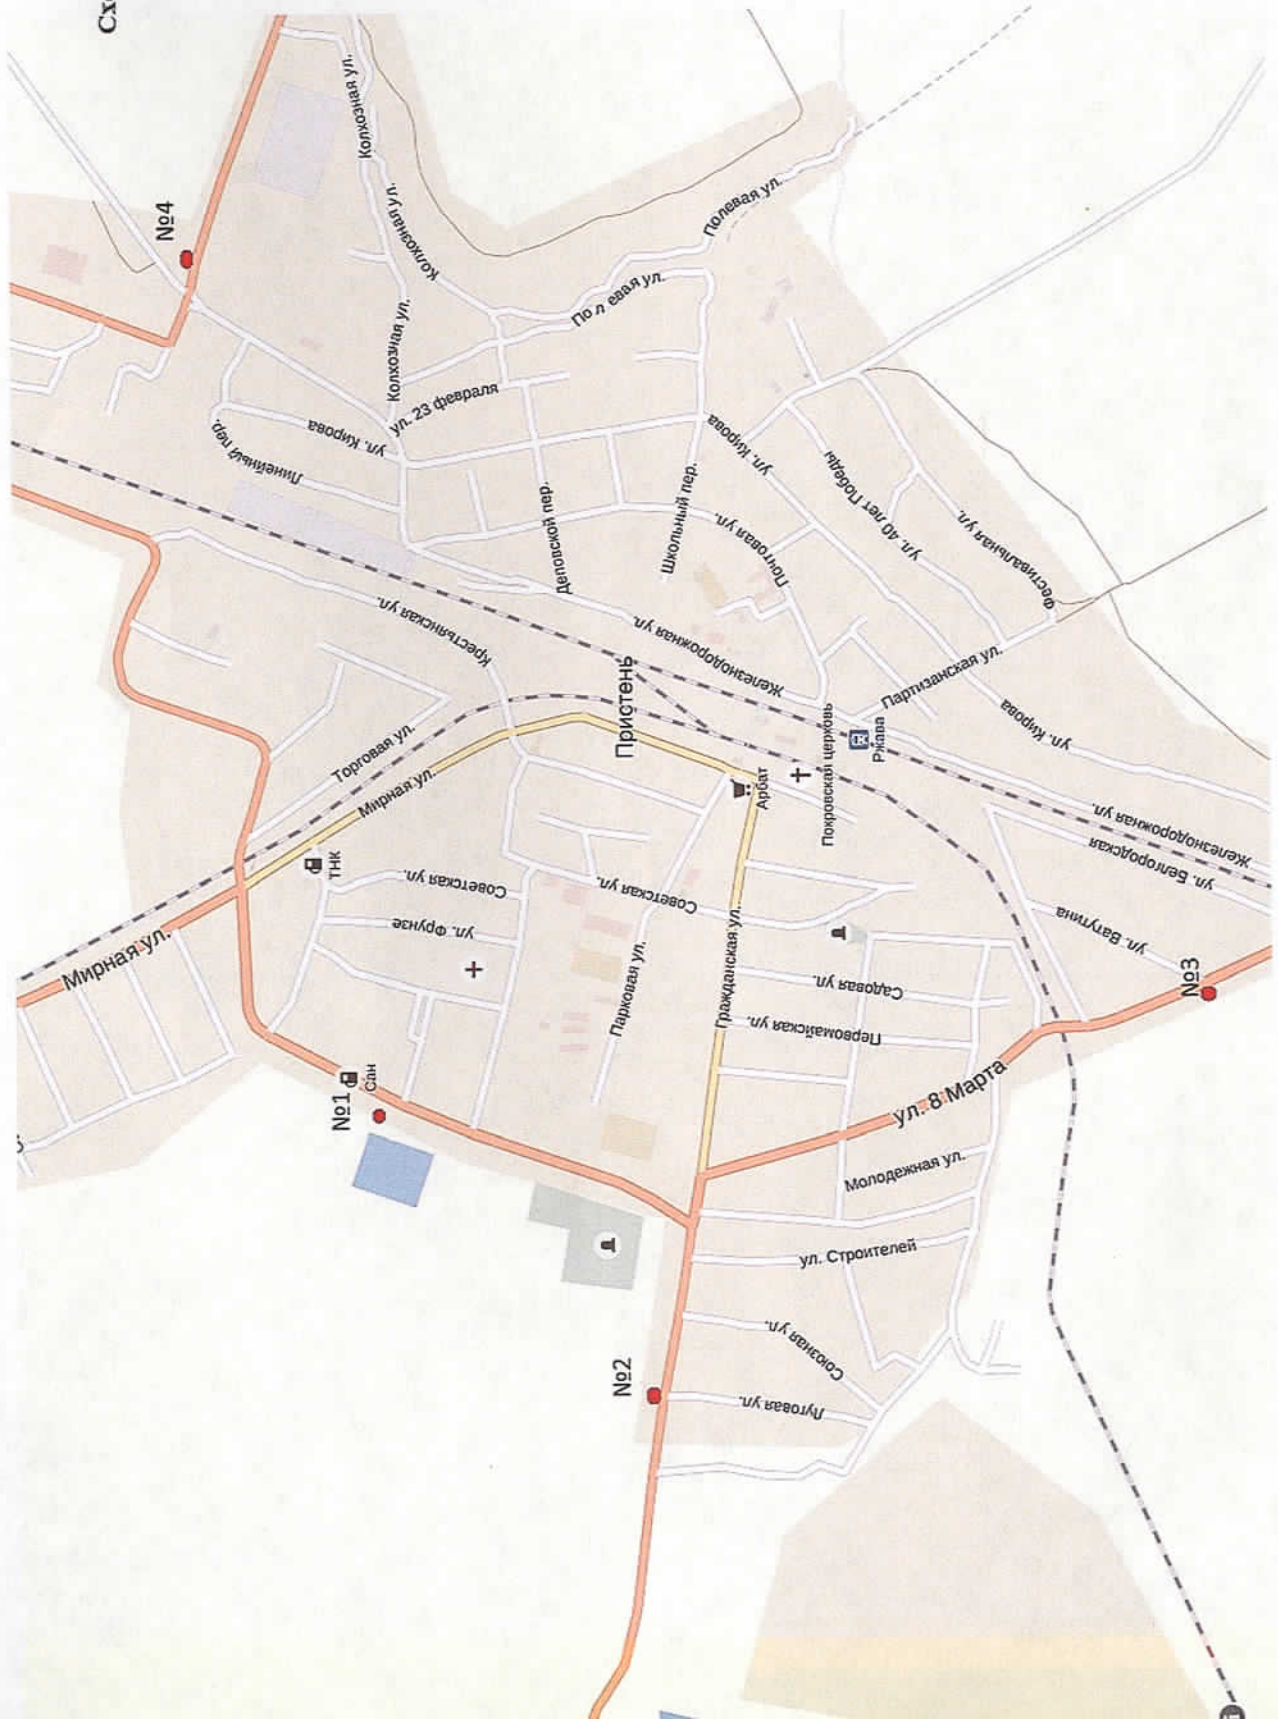 Сх
№4
Колхозная ул.
Колхозная ул.
Колхозная ул.
Колхозная ул.
Полевая ул.
Полевая ул.
ул. 23 февраля
ул. Кирова
Линейный пер.
Деповской пер.
Школьный пер.
Почтовая ул.
ул. Кирова
ул. 40 лет Победы
Фестивальная ул.
Крестьянская ул.
Железнодорожная ул.
Пристень
Партизанская ул.
ул. Кирова
Ржава
Покровская церковь
Арбат
Торговая ул.
Мирная ул.
ТНК
Советская ул.
ул. Фрунзе
Советская ул.
Мирная ул.
Парковая ул.
Гражданская ул.
Садовая ул.
Первомайская ул.
ул. Ватутина
ул. Белгородская
Железнодорожная ул.
№3
№1
Сан
ул. 8 Марта
Молодежная ул.
ул. Строителей
Союзная ул.
Луговая ул.
№2